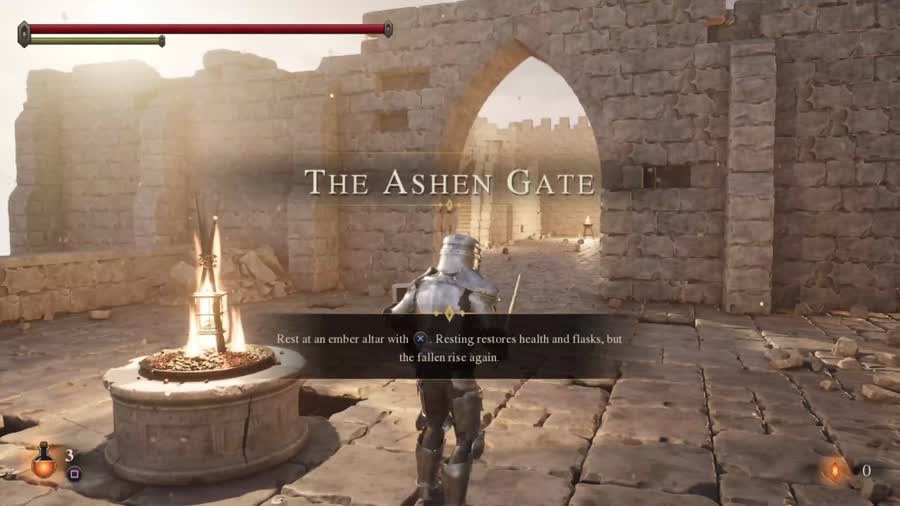 THE ASHEN GATE
Rest at an ember altar with ⓧ. Resting restores health and flasks, but
the fallen rise again.
3
0